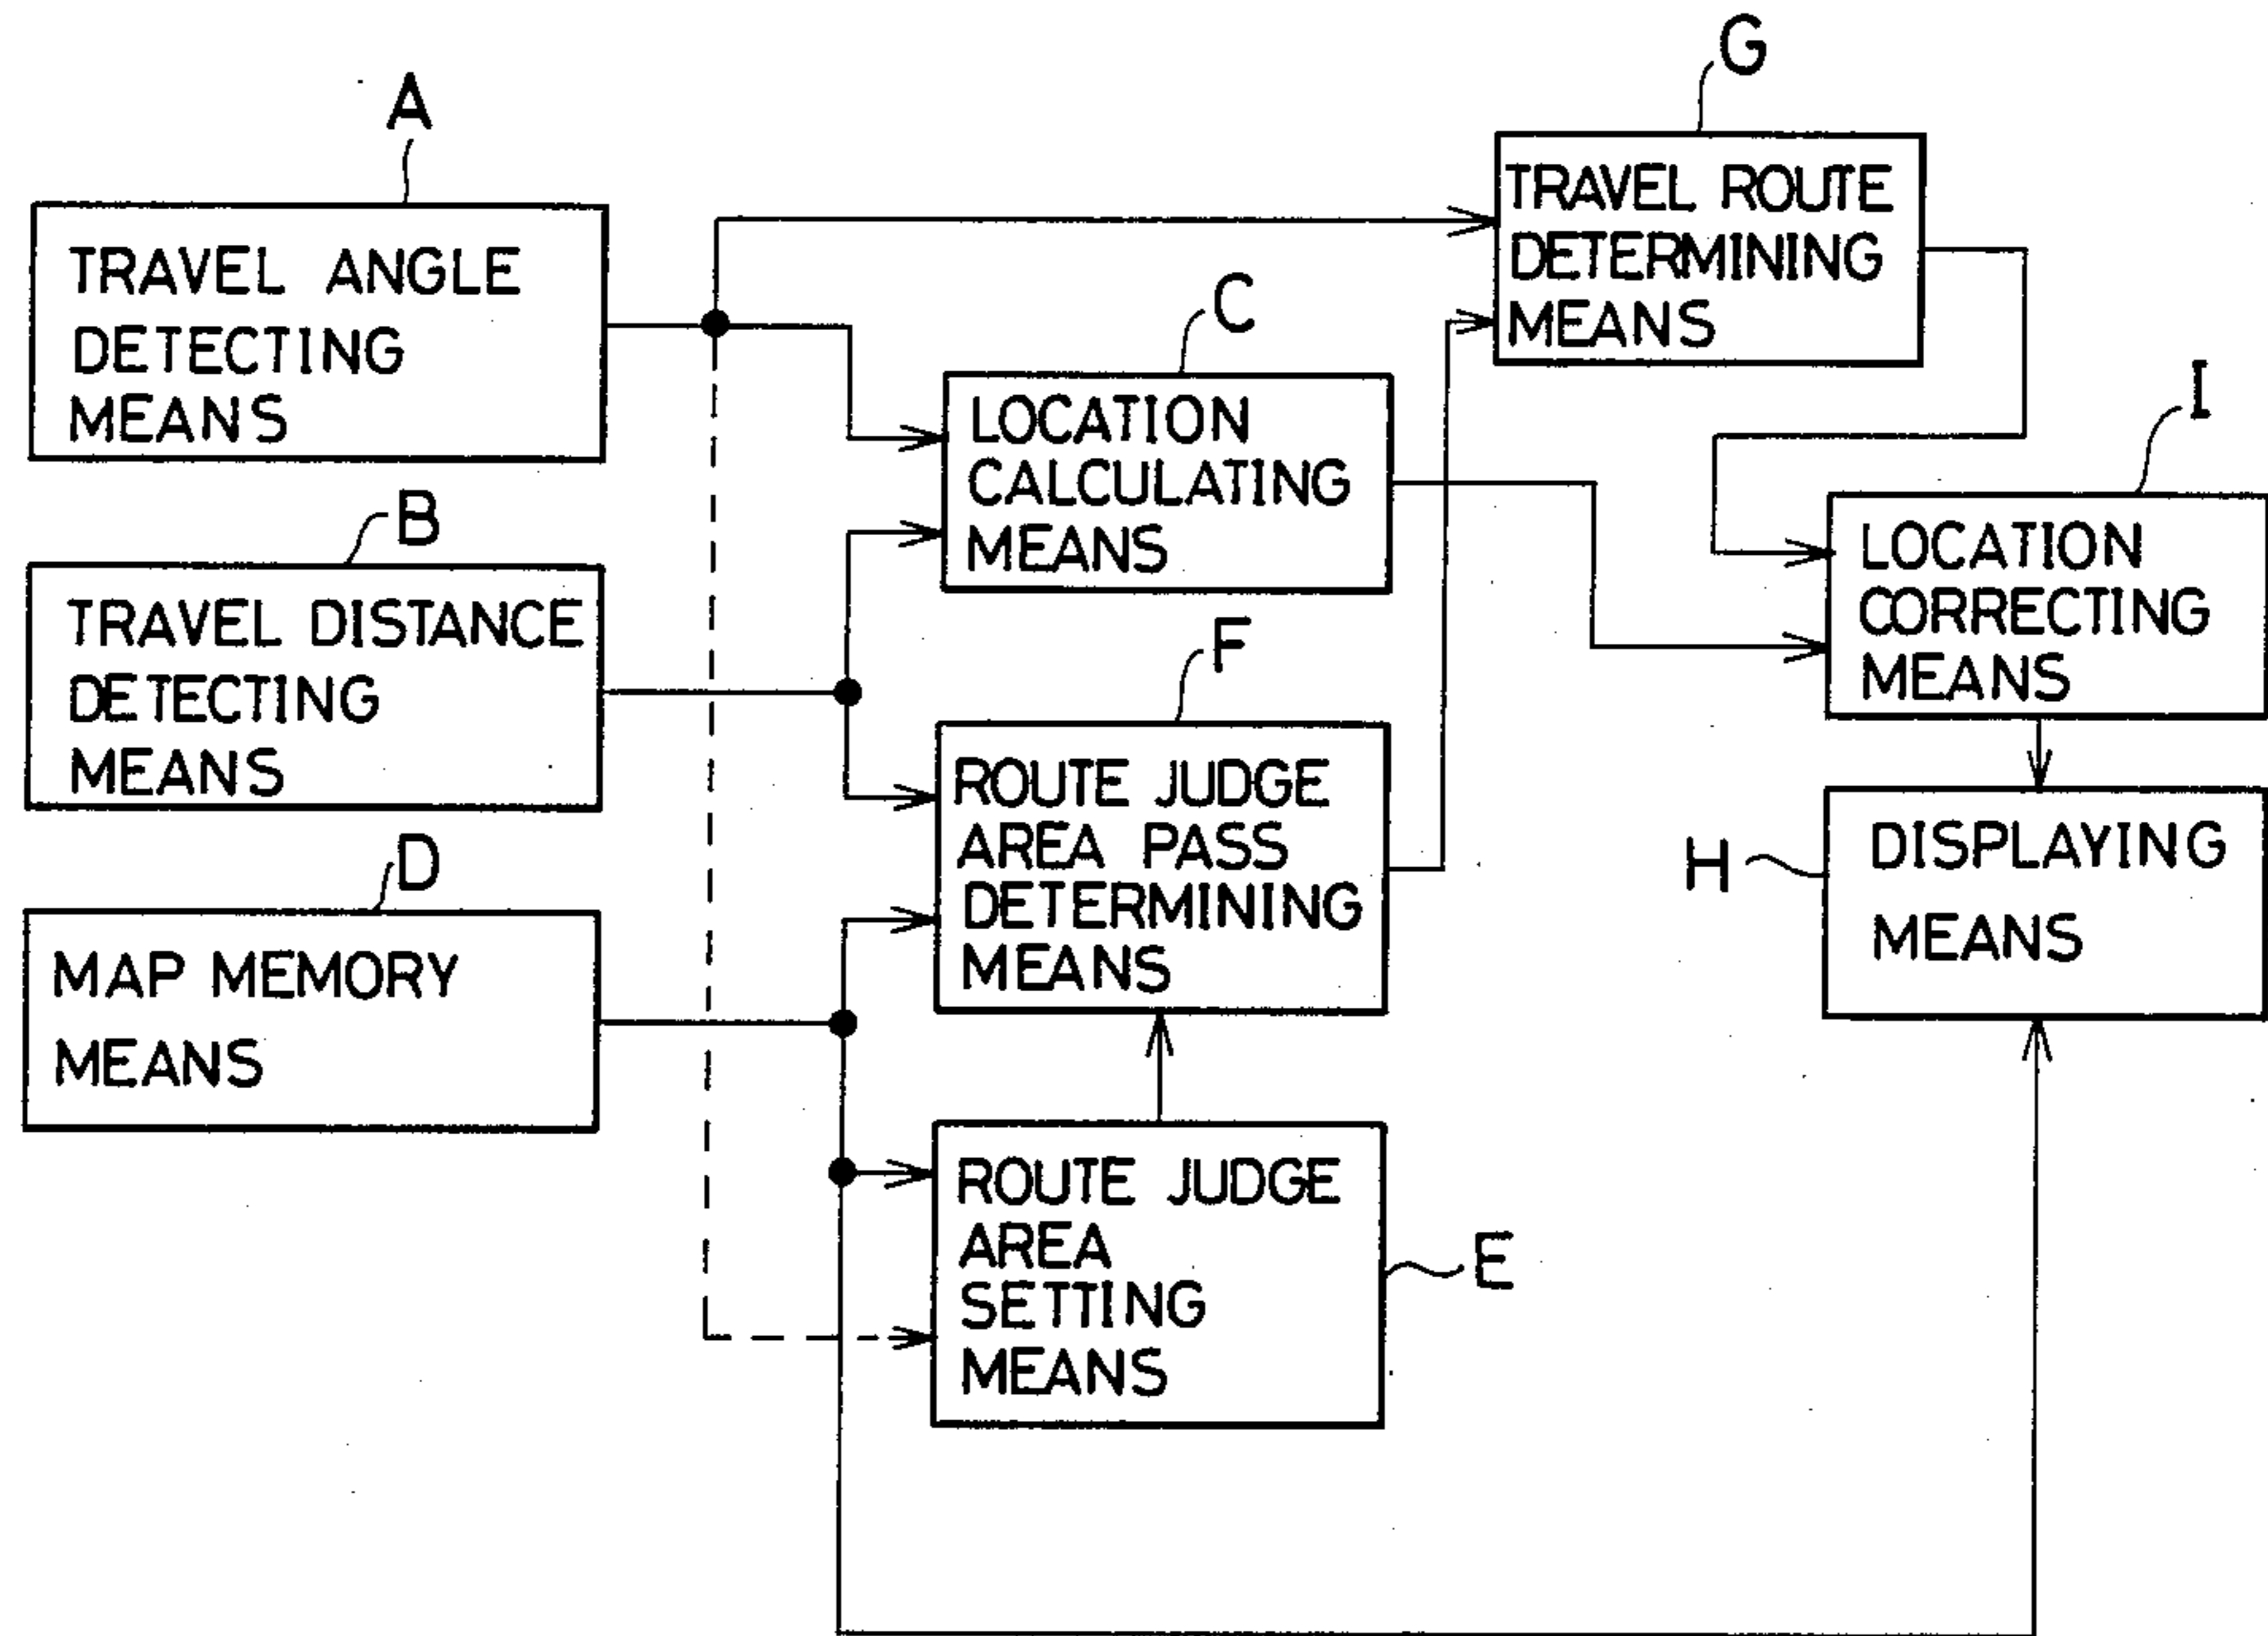 A
TRAVEL ANGLE
DETECTING
MEANS
B
TRAVEL DISTANCE
DETECTING
MEANS
D
MAP MEMORY
MEANS
C
LOCATION
CALCULATING
MEANS
F
ROUTE JUDGE
AREA PASS
DETERMINING
MEANS
ROUTE JUDGE
AREA
SETTING
MEANS
E
G
TRAVEL ROUTE
DETERMINING
MEANS
I
LOCATION
CORRECTING
MEANS
H
DISPLAYING
MEANS